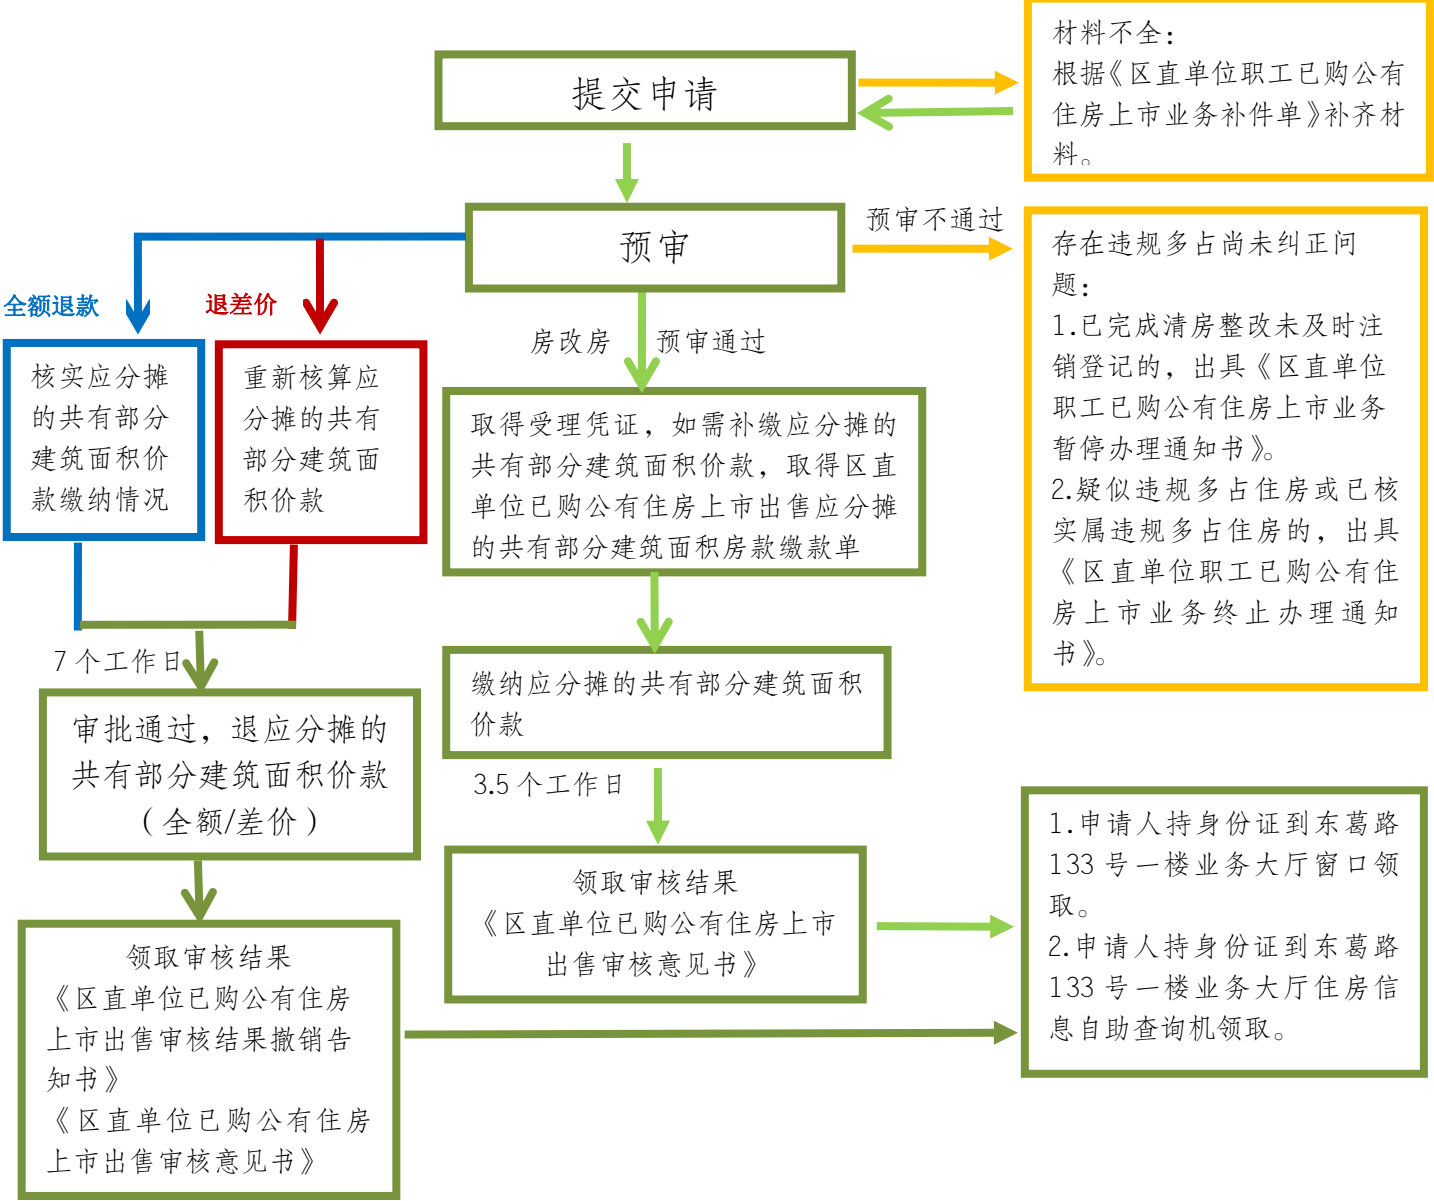 提交申请
材料不全：
根据《区直单位职工已购公有
住房上市业务补件单》补齐材
料。
预审
预审不通过
存在违规多占尚未纠正问
题：
1.已完成清房整改未及时注
销登记的，出具《区直单位
职工已购公有住房上市业务
暂停办理通知书》。
2.疑似违规多占住房或已核
实属违规多占住房的，出具
《区直单位职工已购公有住
房上市业务终止办理通知
书》。
全额退款
退差价
房改房
预审通过
核实应分摊
的共有部分
建筑面积价
款缴纳情况
重新核算应
分摊的共有
部分建筑面
积价款
取得受理凭证，如需补缴应分摊的
共有部分建筑面积价款，取得区直
单位已购公有住房上市出售应分摊
的共有部分建筑面积房款缴款单
7 个工作日
缴纳应分摊的共有部分建筑面积
价款
审批通过，退应分摊的
共有部分建筑面积价款
（全额/差价）
3.5 个工作日
领取审核结果
《区直单位已购公有住房上市
出售审核意见书》
1.申请人持身份证到东葛路
133 号一楼业务大厅窗口领
取。
2.申请人持身份证到东葛路
133 号一楼业务大厅住房信
息自助查询机领取。
领取审核结果
《区直单位已购公有住房
上市出售审核结果撤销告
知书》
《区直单位已购公有住房
上市出售审核意见书》